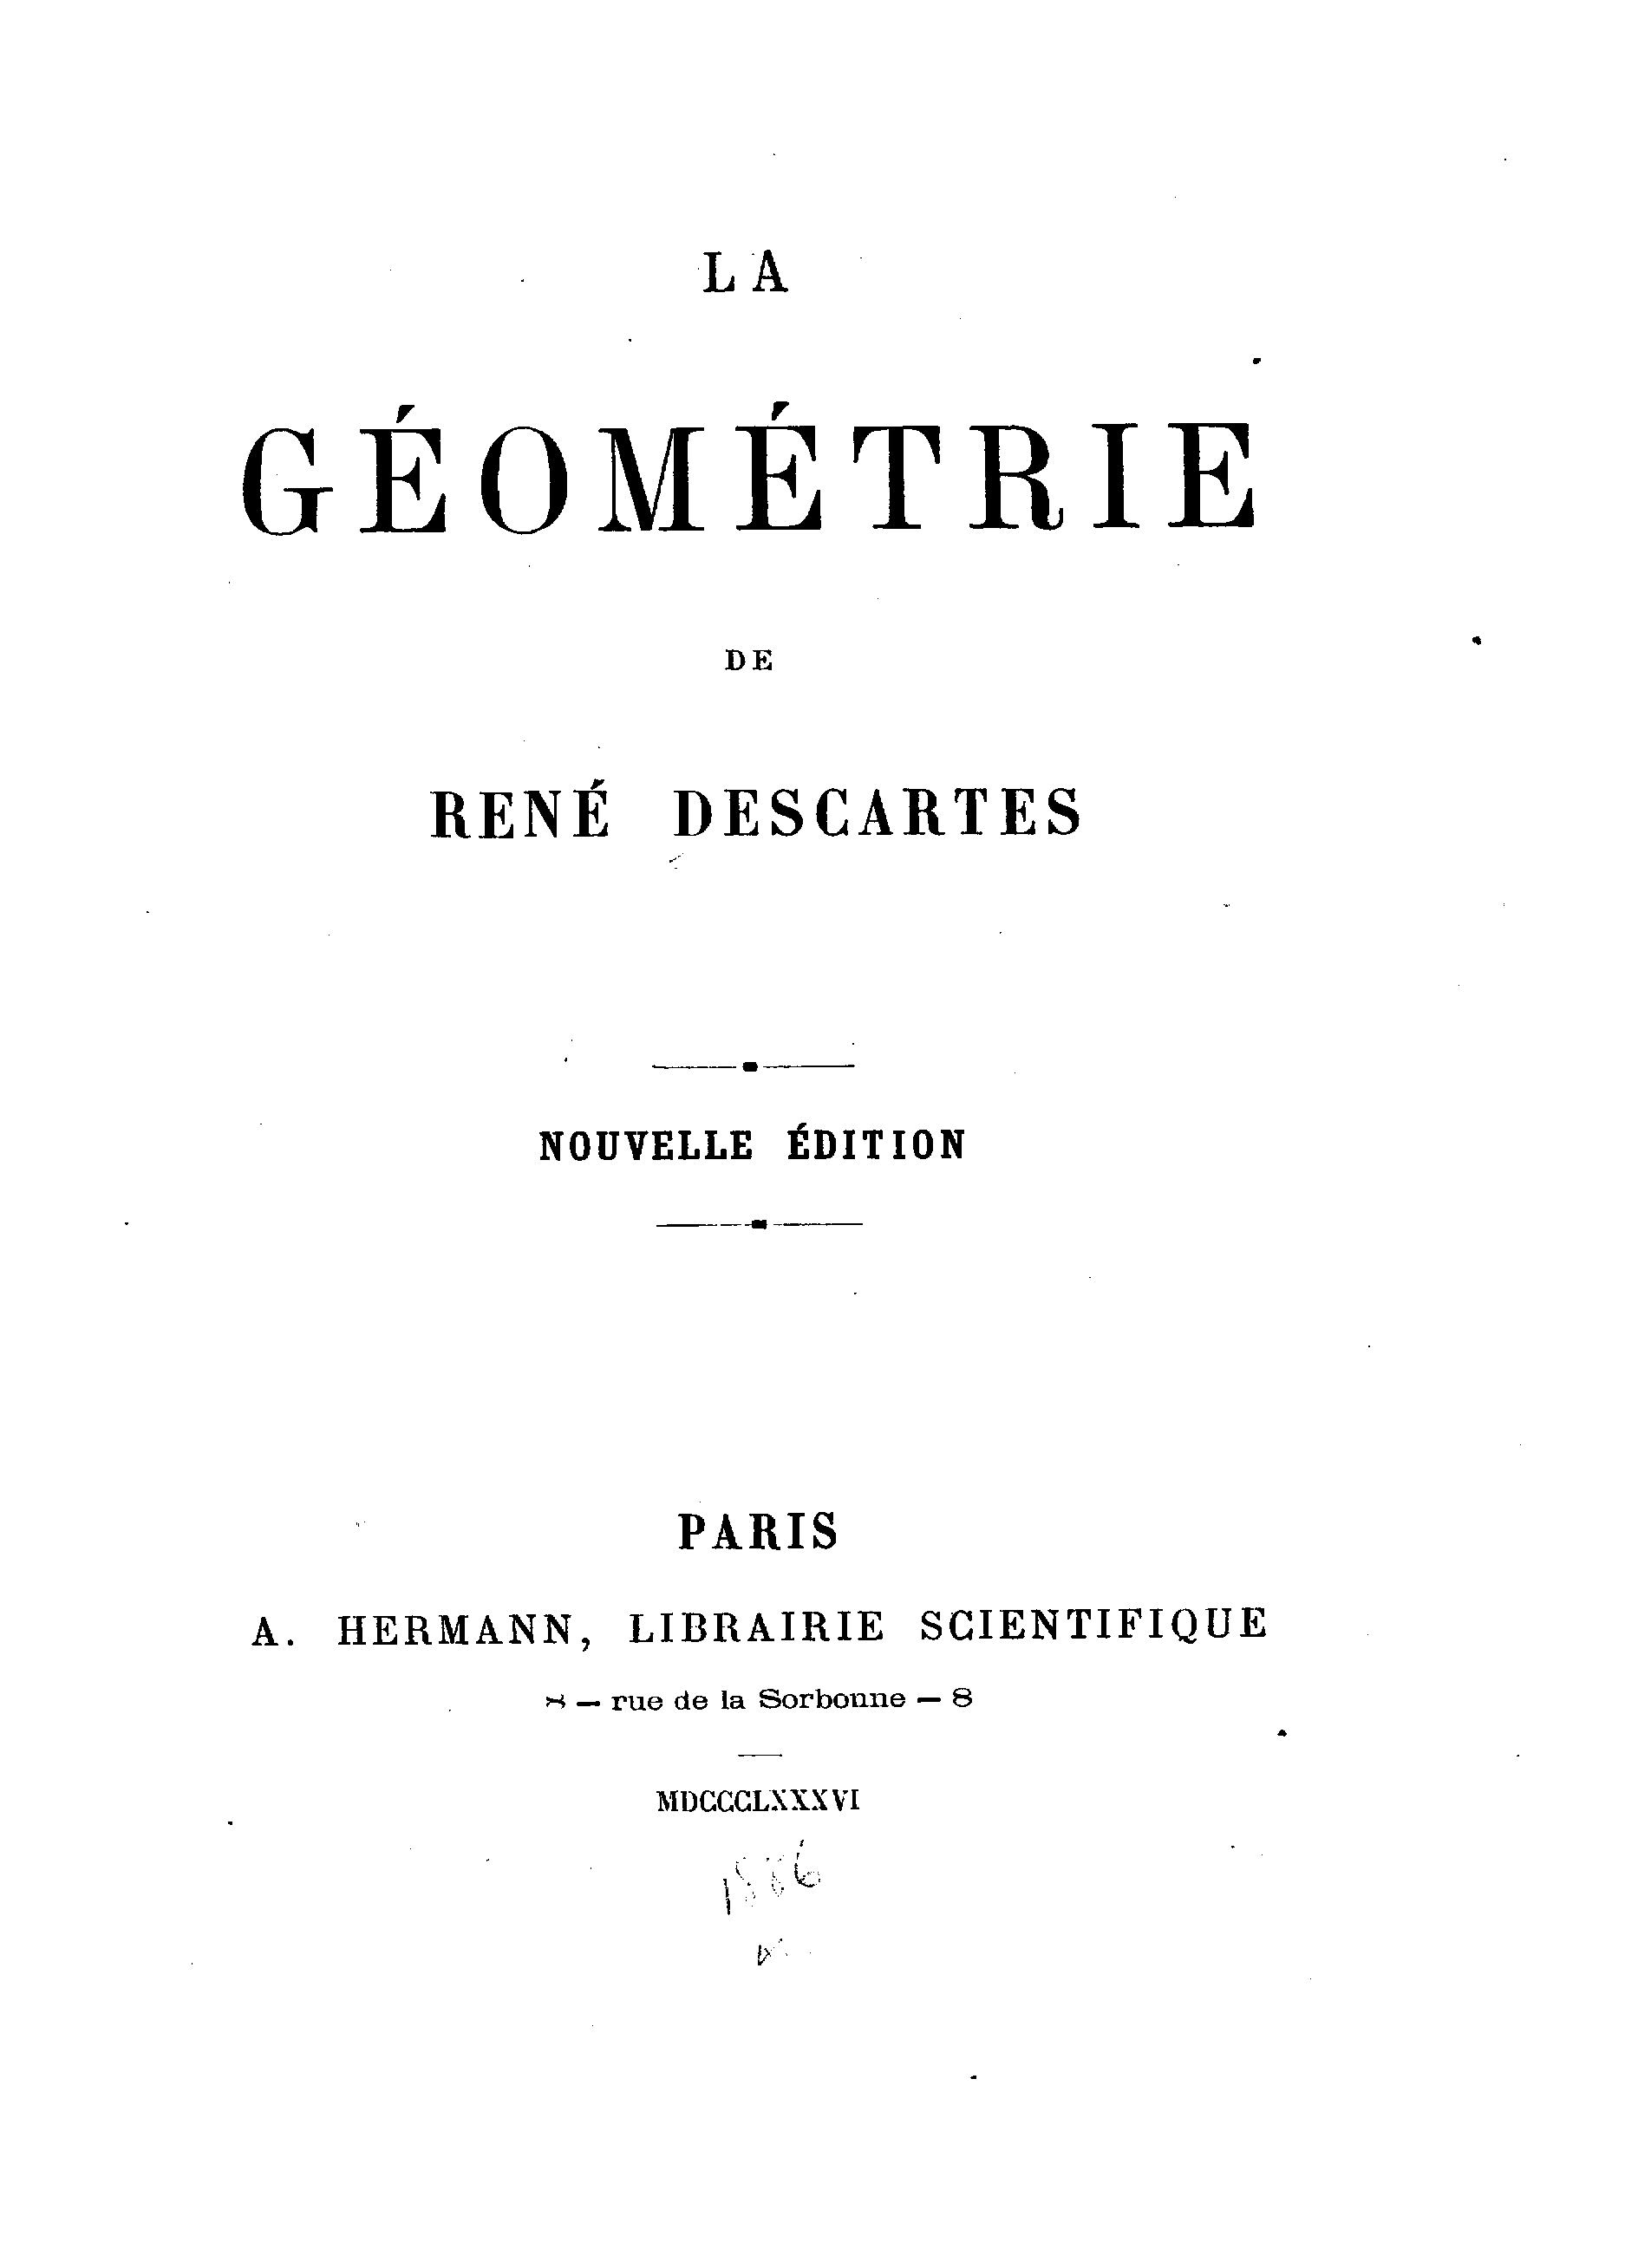 LA
GÉOMÉTRIE
DE
RENÉ DESCARTES
NOUVELLE ÉDITION
PARIS
A. HERMANN, LIBRAIRIE SCIENTIFIQUE
8 — rue de la Sorbonne — 8
MDCCCLXXXVI
1886